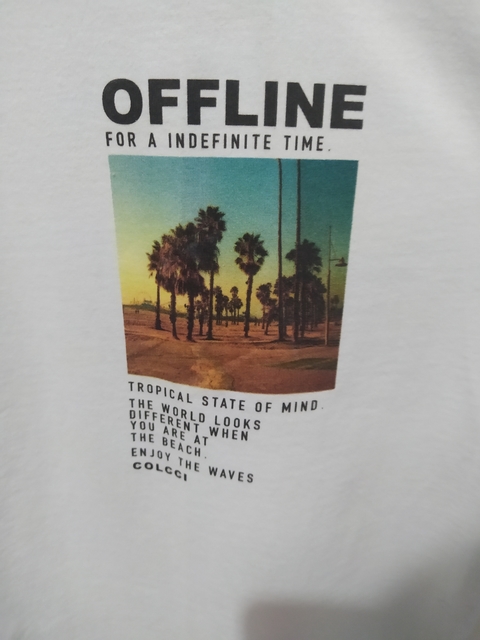 OFFLINE
FOR A INDEFINITE TIME.
TROPICAL STATE OF MIND.
THE WORLD LOOKS
DIFFERENT WHEN
YOU ARE AT
THE BEACH.
ENJOY THE WAVES
COLCCI